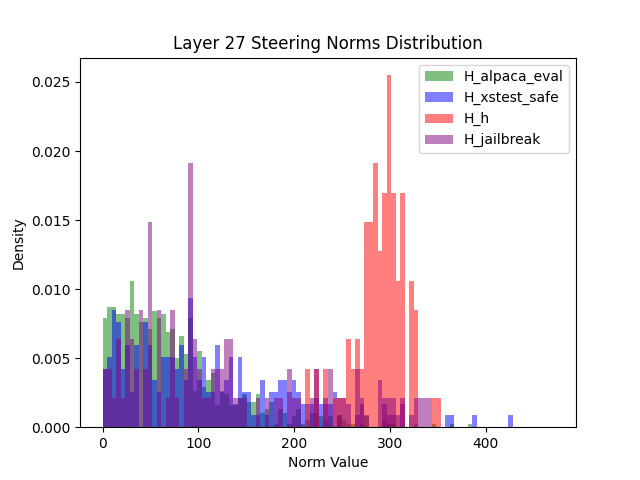 Layer 27 Steering Norms Distribution
H_alpaca_eval
H_xstest_safe
H_h
H_jailbreak
Density
0.025
0.020
0.015
0.010
0.005
0.000
0
100
200
300
400
Norm Value